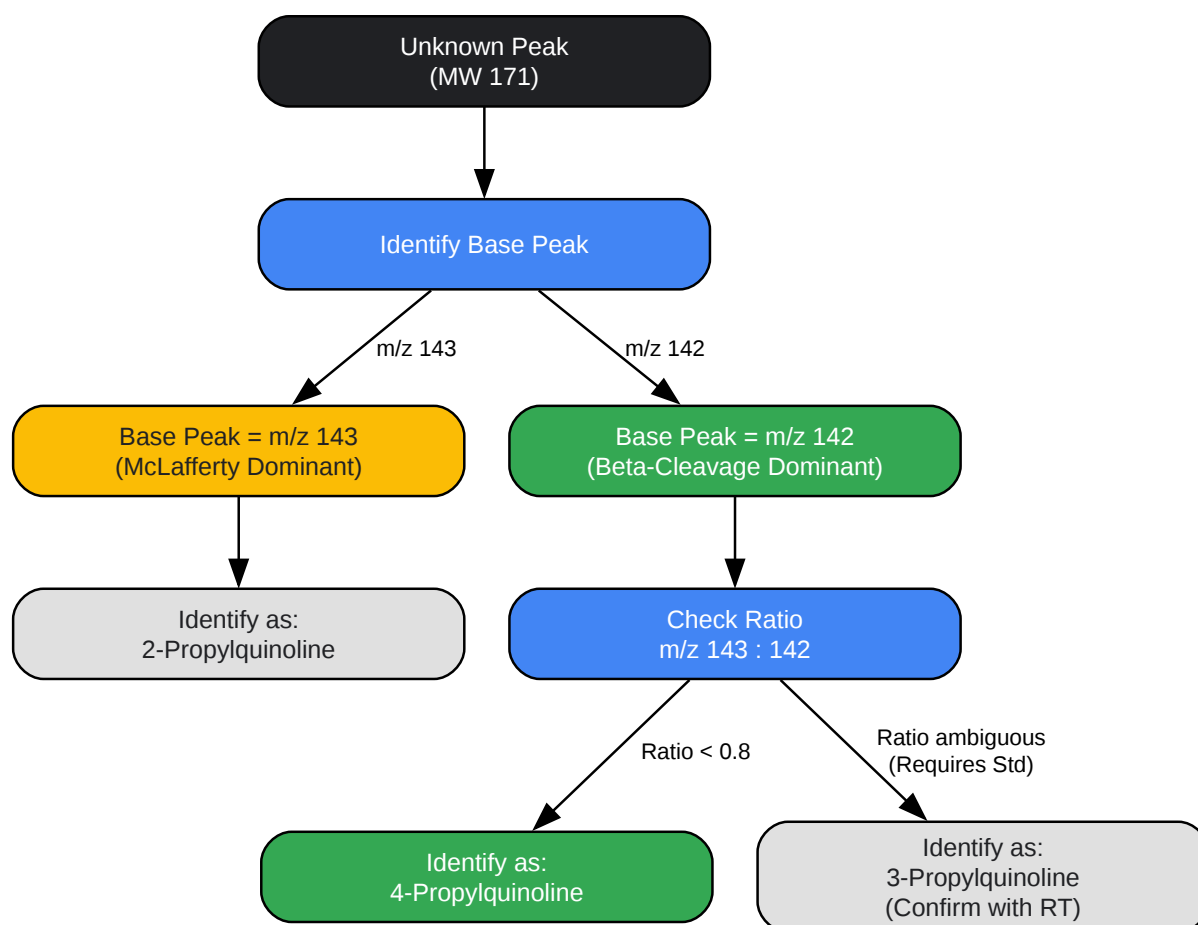 Unknown Peak
(MW 171)
Identify Base Peak
m/z 143
m/z 142
Base Peak = m/z 143
(McLafferty Dominant)
Base Peak = m/z 142
(Beta-Cleavage Dominant)
Identify as:
2-Propylquinoline
Check Ratio
m/z 143 : 142
Ratio < 0.8
Ratio ambiguous
(Requires Std)
Identify as:
4-Propylquinoline
Identify as:
3-Propylquinoline
(Confirm with RT)